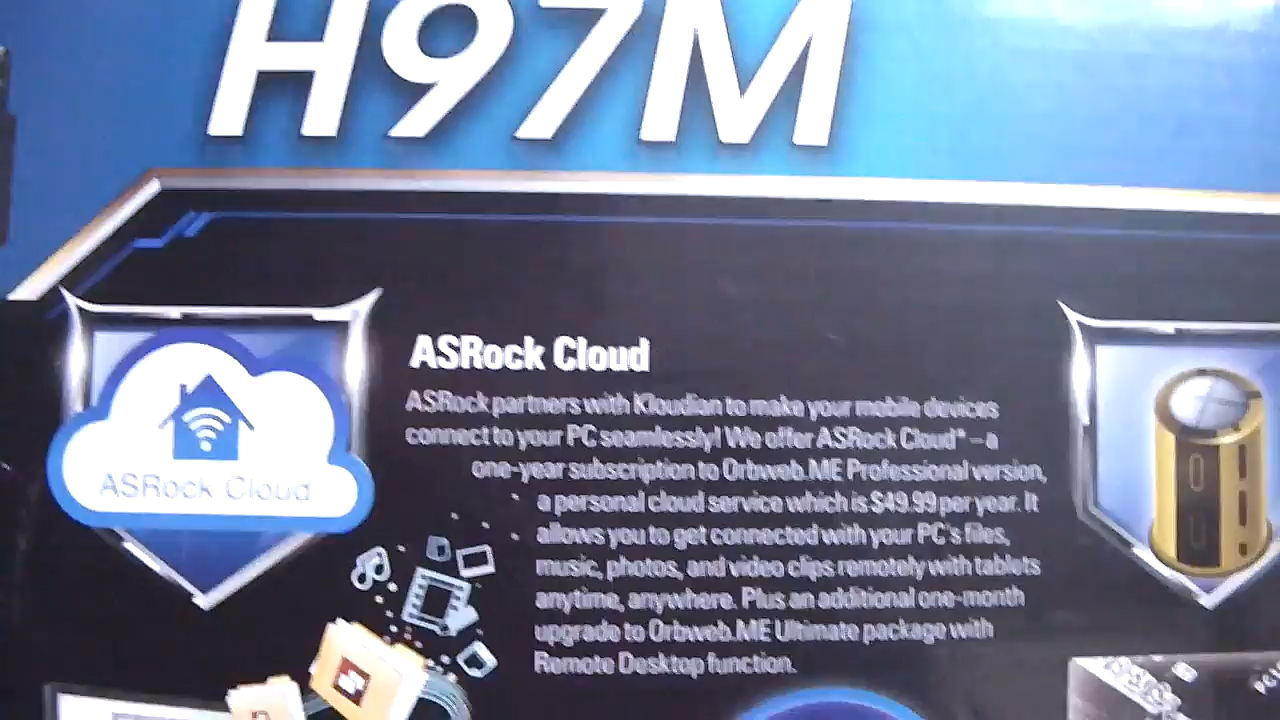 H97M
ASRock Cloud
ASRock Cloud
ASRock partners with Kloudian to make your mobile devices
connect to your PC seamlessly! We offer ASRock Cloud* – a
one-year subscription to Orbweb.ME Professional version,
a personal cloud service which is $49.99 per year. It
allows you to get connected with your PC's files,
music, photos, and video clips remotely with tablets
anytime, anywhere. Plus an additional one-month
upgrade to Orbweb.ME Ultimate package with
Remote Desktop function.